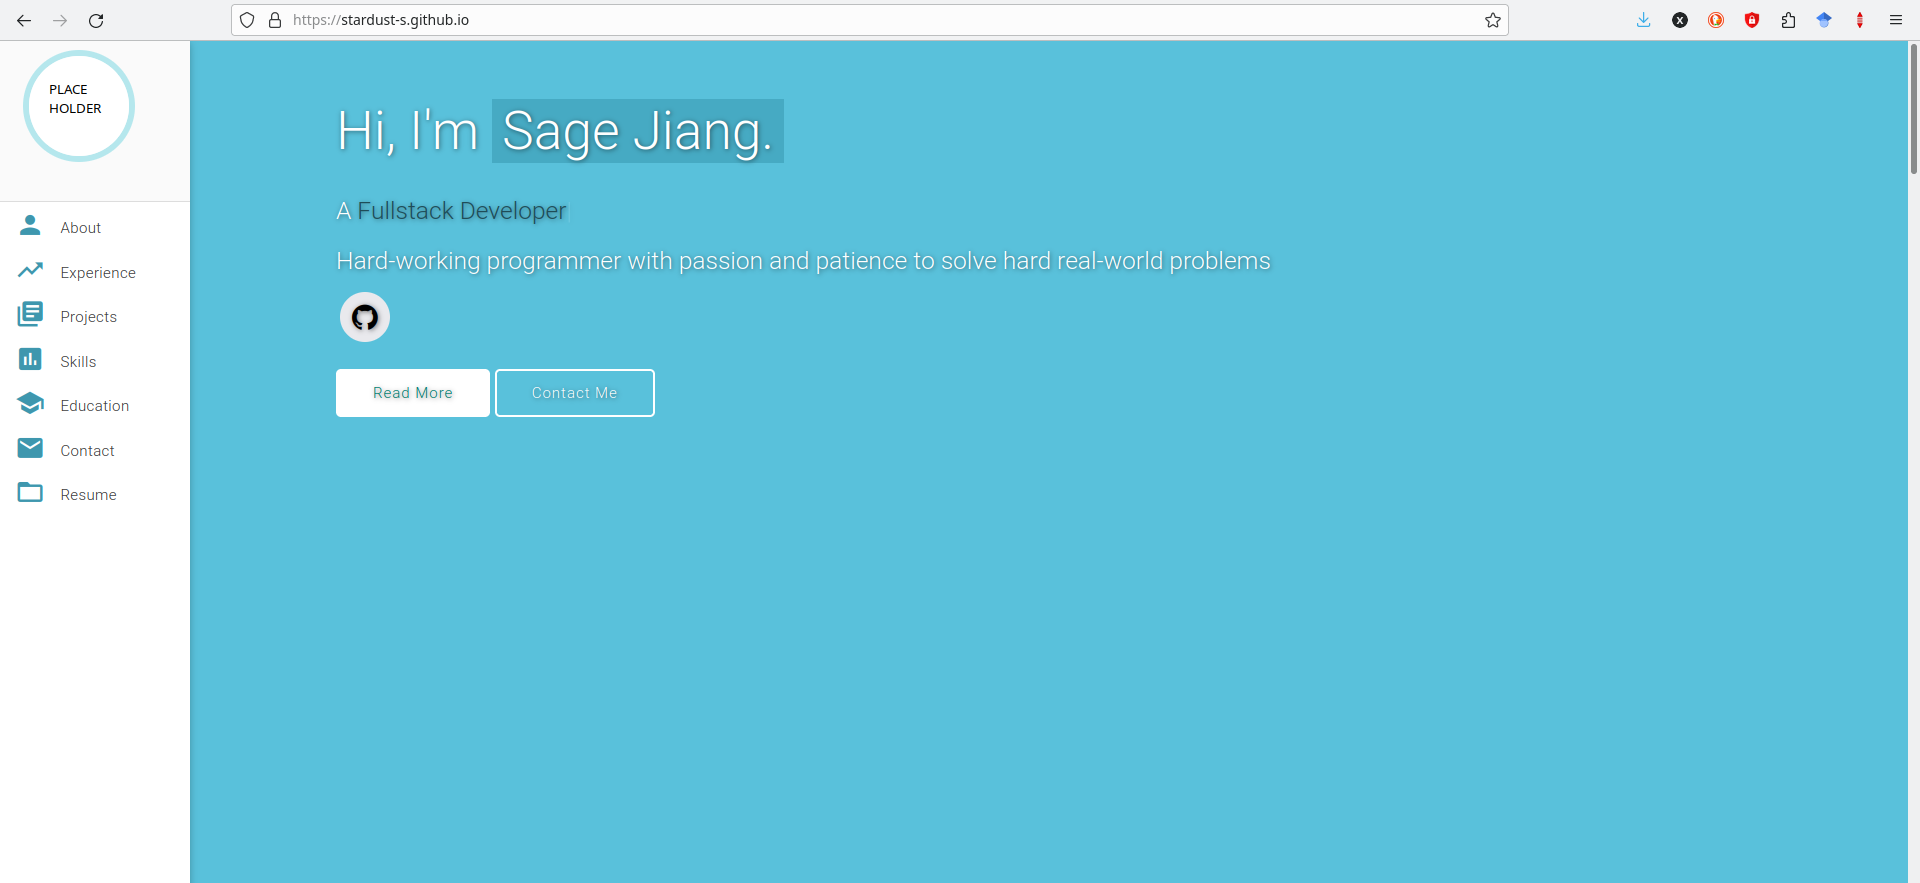 https://stardust-s.github.io
PLACE
HOLDER
About
Experience
Projects
Skills
Education
Contact
Resume
Hi, I'm Sage Jiang.
A Fullstack Developer
Hard-working programmer with passion and patience to solve hard real-world problems
Read More
Contact Me